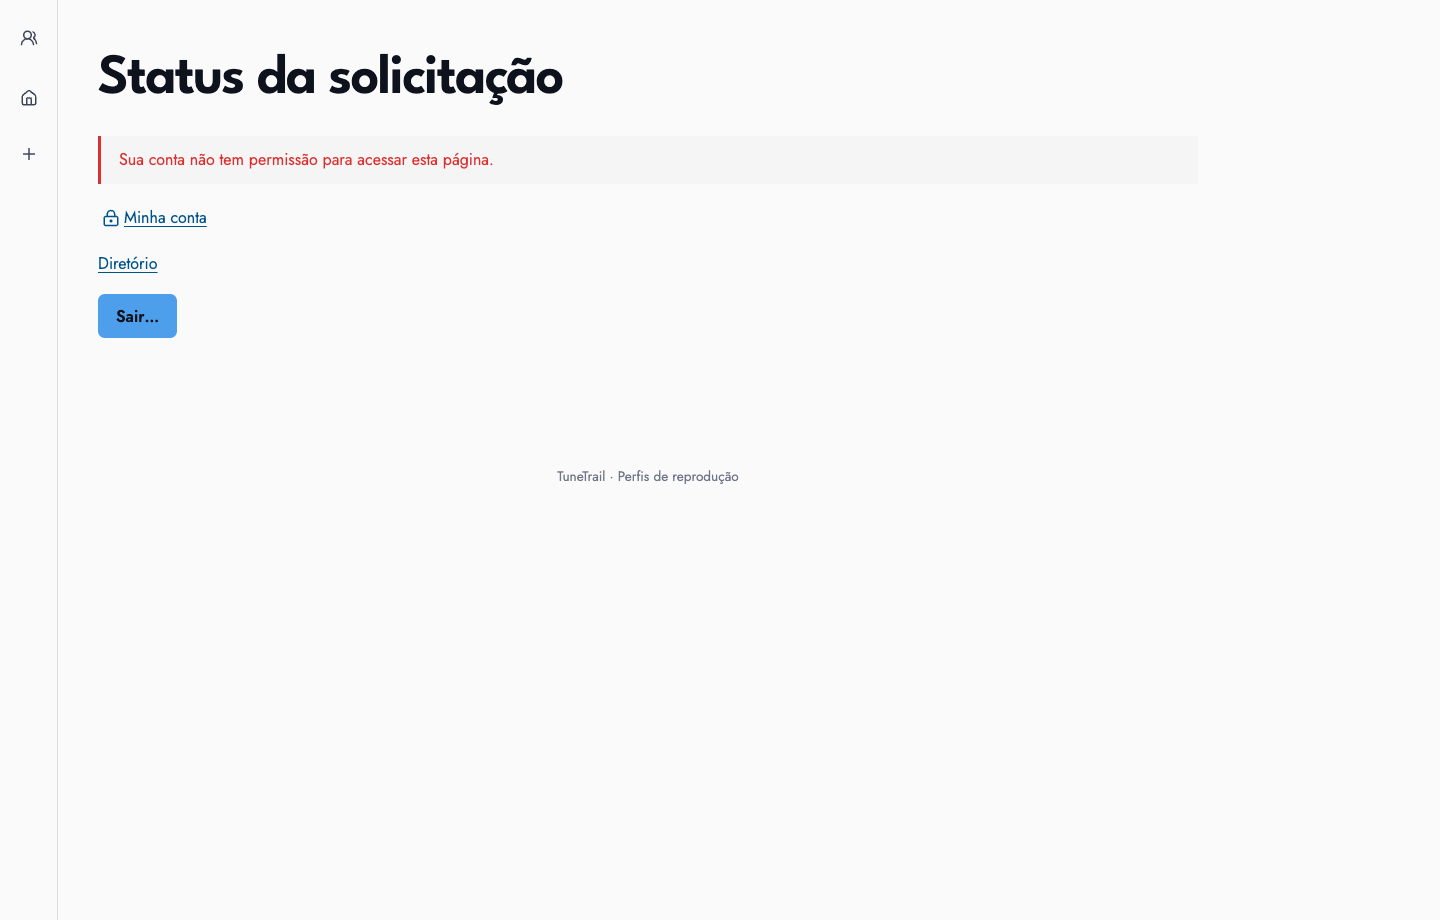 Status da solicitação
Sua conta não tem permissão para acessar esta página.
Minha conta
Diretório
Sair...
TuneTrail · Perfis de reprodução